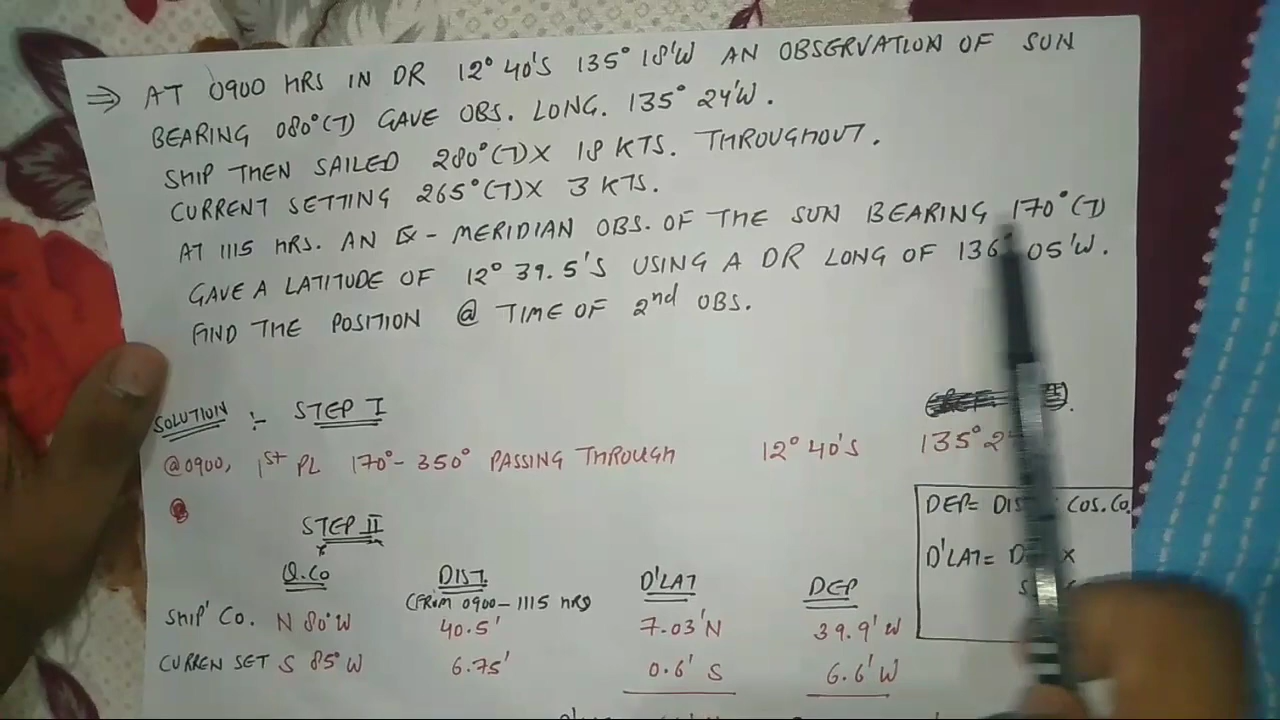 ⇒ AT 0900 HRS IN DR 12° 40'S 135° 18'W AN OBSERVATION OF SUN
BEARING 080°(T) GAVE OBS. LONG. 135° 24'W.
SHIP THEN SAILED 280°(T) X 18 KTS. THROUGHOUT.
CURRENT SETTING 265°(T) X 3 KTS.
AT 1115 HRS. AN EX-MERIDIAN OBS. OF THE SUN BEARING 170°(T)
GAVE A LATITUDE OF 12° 39.5'S USING A DR LONG OF 136° 05'W.
FIND THE POSITION @ TIME OF 2nd OBS.
SOLUTION :- STEP I
@0900, 1ST PL 170°- 350° PASSING THROUGH 12° 40'S 135° 2
STEP II
DEP= DIS COS.CO.
D'LAT= D X
Q.CO DIST. D'LAT DEP
(FROM 0900-1115 HRS)
SHIP' CO. N 80° W 40.5' 7.03'N 39.9' W
CURREN SET S 85° W 6.75' 0.6' S 6.6' W